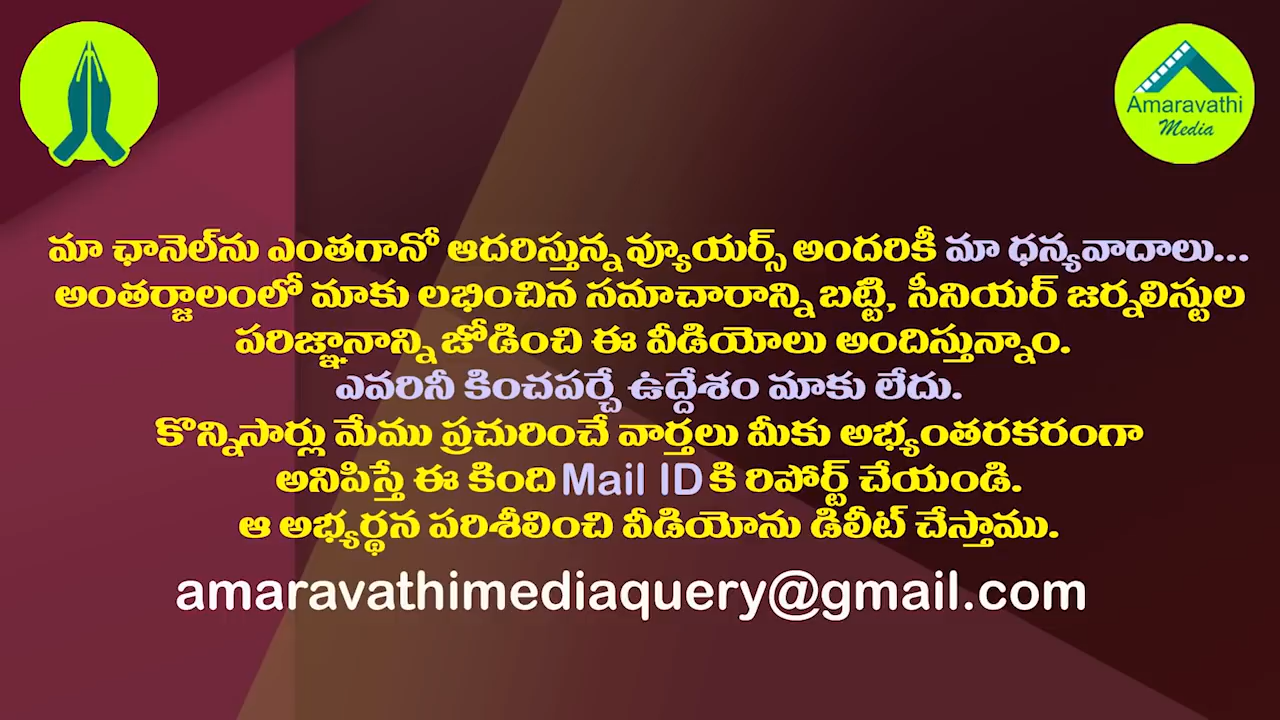 Amaravathi
Media
మా ఛానెల్‌ను ఎంతగానో ఆదరిస్తున్న వ్యూయర్స్ అందరికీ మా ధన్యవాదాలు...
అంతర్జాలంలో మాకు లభించిన సమాచారాన్ని బట్టి, సీనియర్ జర్నలిస్టుల
పరిజ్ఞానాన్ని జోడించి ఈ వీడియోలు అందిస్తున్నాం.
ఎవరినీ కించపర్చే ఉద్దేశం మాకు లేదు.
కొన్నిసార్లు మేము ప్రచురించే వార్తలు మీకు అభ్యంతరకరంగా
అనిపిస్తే ఈ కింది Mail ID కి రిపోర్ట్ చేయండి.
ఆ అభ్యర్థన పరిశీలించి వీడియోను డిలీట్ చేస్తాము.
amaravathimediaquery@gmail.com